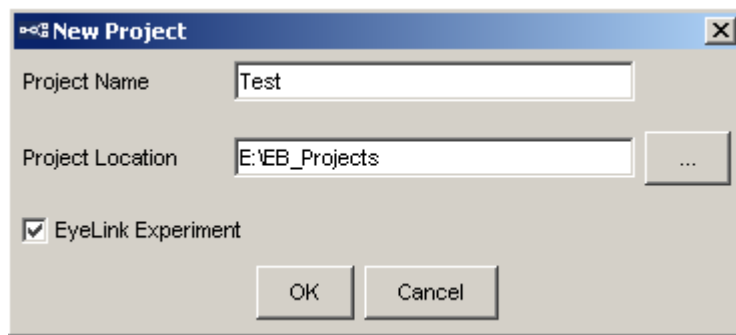 New Project
Project Name Test
Project Location E:\EB_Projects ...
EyeLink Experiment
OK Cancel